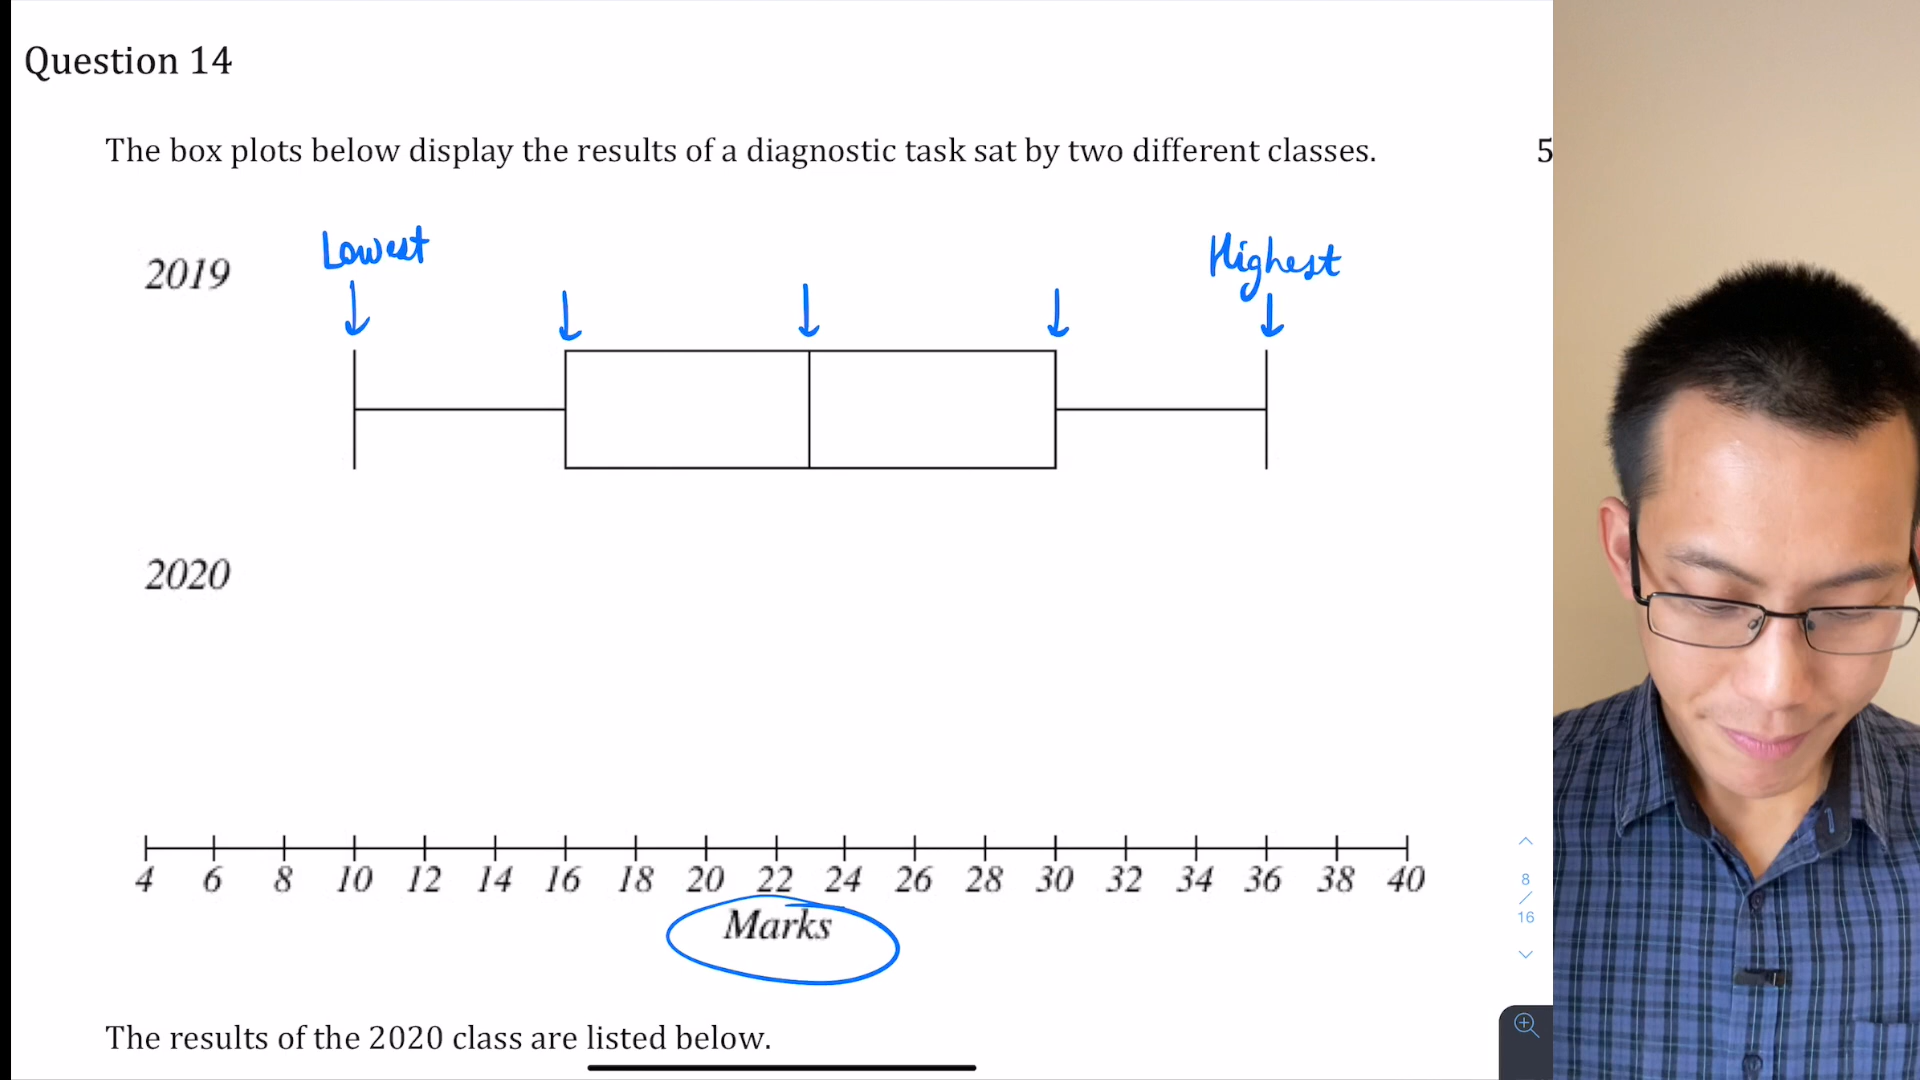 Question 14
The box plots below display the results of a diagnostic task sat by two different classes.
5
Lowest
Highest
2019
2020
4 6 8 10 12 14 16 18 20 22 24 26 28 30 32 34 36 38 40
Marks
8
/
16
The results of the 2020 class are listed below.